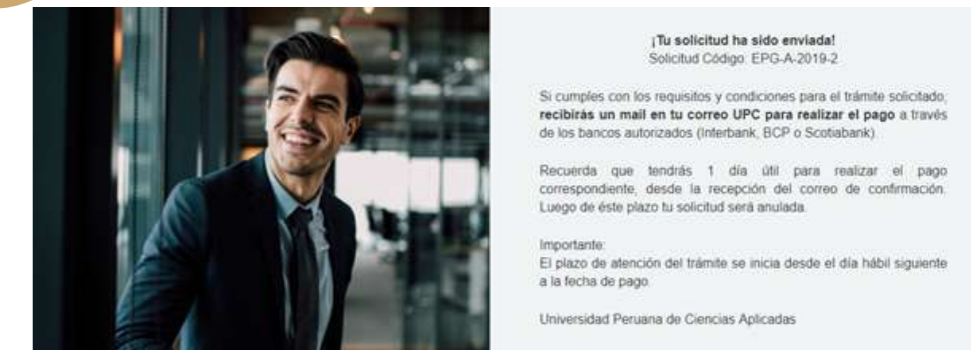 ¡Tu solicitud ha sido enviada!
Solicitud Código: EPG-A-2019-2
Si cumples con los requisitos y condiciones para el trámite solicitado;
recibirás un mail en tu correo UPC para realizar el pago a través
de los bancos autorizados (Interbank, BCP o Scotiabank).
Recuerda que tendrás 1 día útil para realizar el pago
correspondiente, desde la recepción del correo de confirmación.
Luego de éste plazo tu solicitud será anulada.
Importante:
El plazo de atención del trámite se inicia desde el día hábil siguiente
a la fecha de pago.
Universidad Peruana de Ciencias Aplicadas